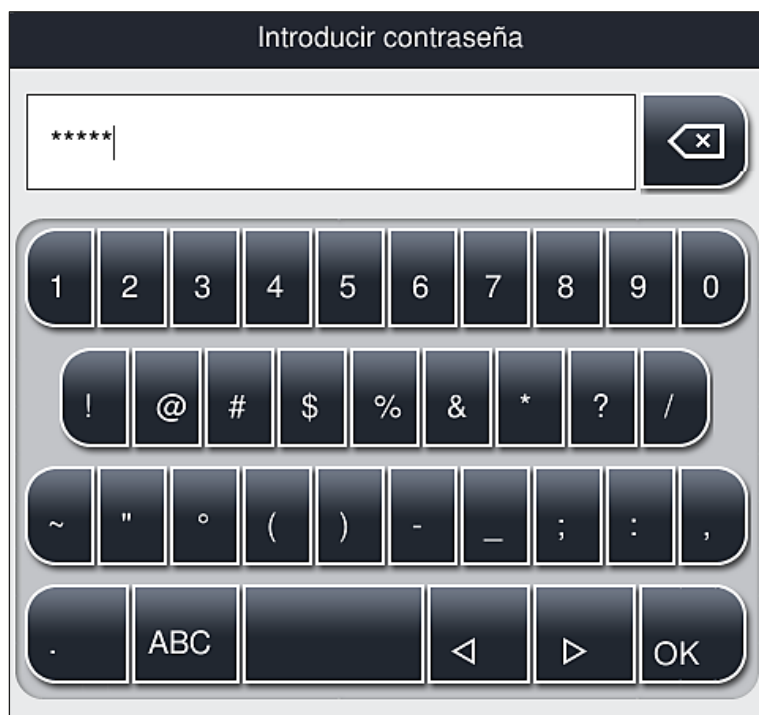 Introducir contraseña
*****
1 2 3 4 5 6 7 8 9 0
! @ # $ % & * ? /
~ " ° ( ) - _ ; : ,
. ABC OK